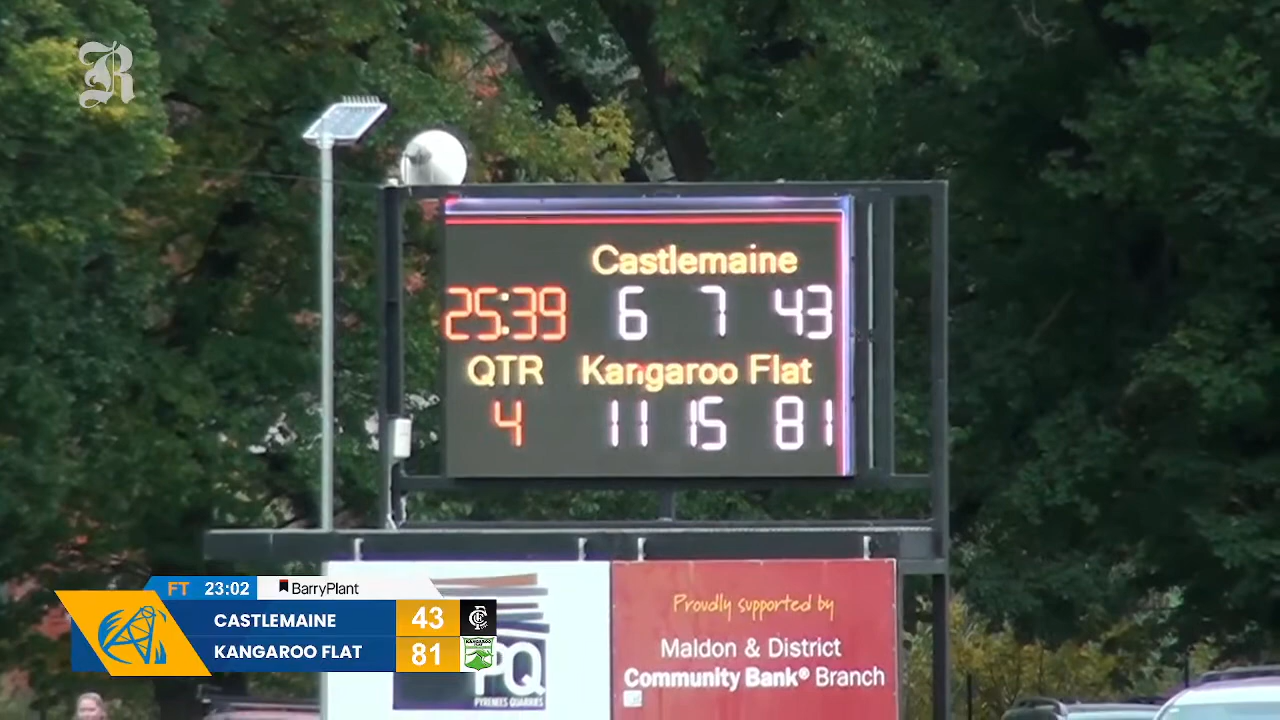 R
Castlemaine
25:39 6 7 43
QTR Kangaroo Flat
4 11 15 81
FT 23:02 BarryPlant
CASTLEMAINE 43
KANGAROO FLAT 81
PQ
PYRENEES QUARRIES
Proudly supported by
Maldon & District
Community Bank® Branch